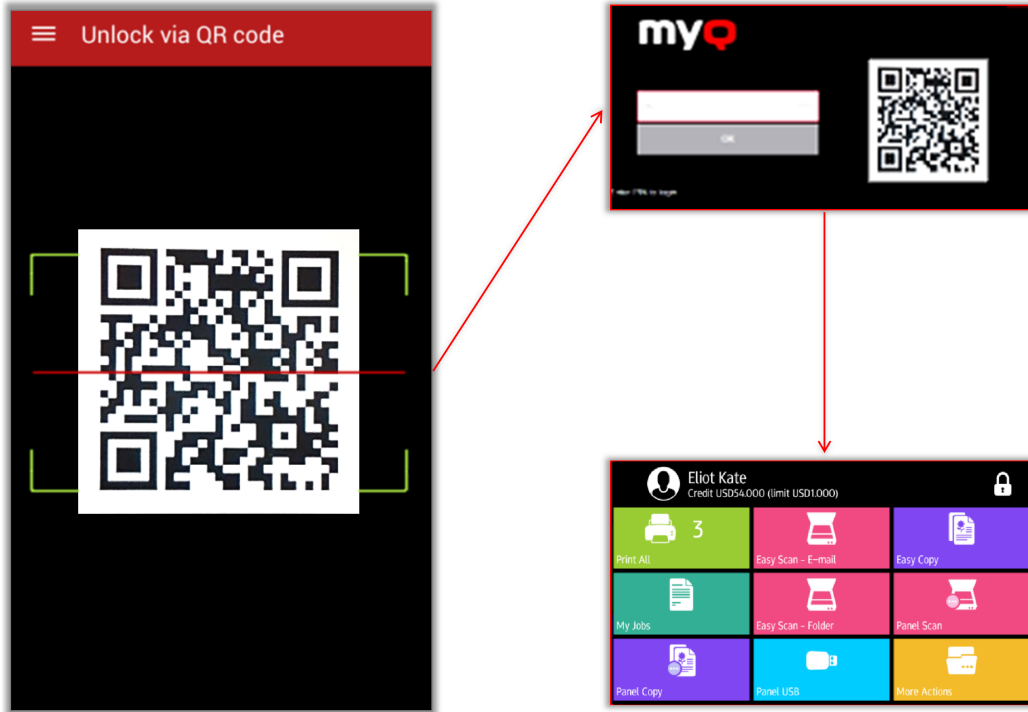 Unlock via QR code
myQ
OK
Eliot Kate
Credit USD54.000 (limit USD1.000)
3
Print All
Easy Scan - E-mail
Easy Copy
My Jobs
Easy Scan - Folder
Panel Scan
Panel Copy
Panel USB
More Actions